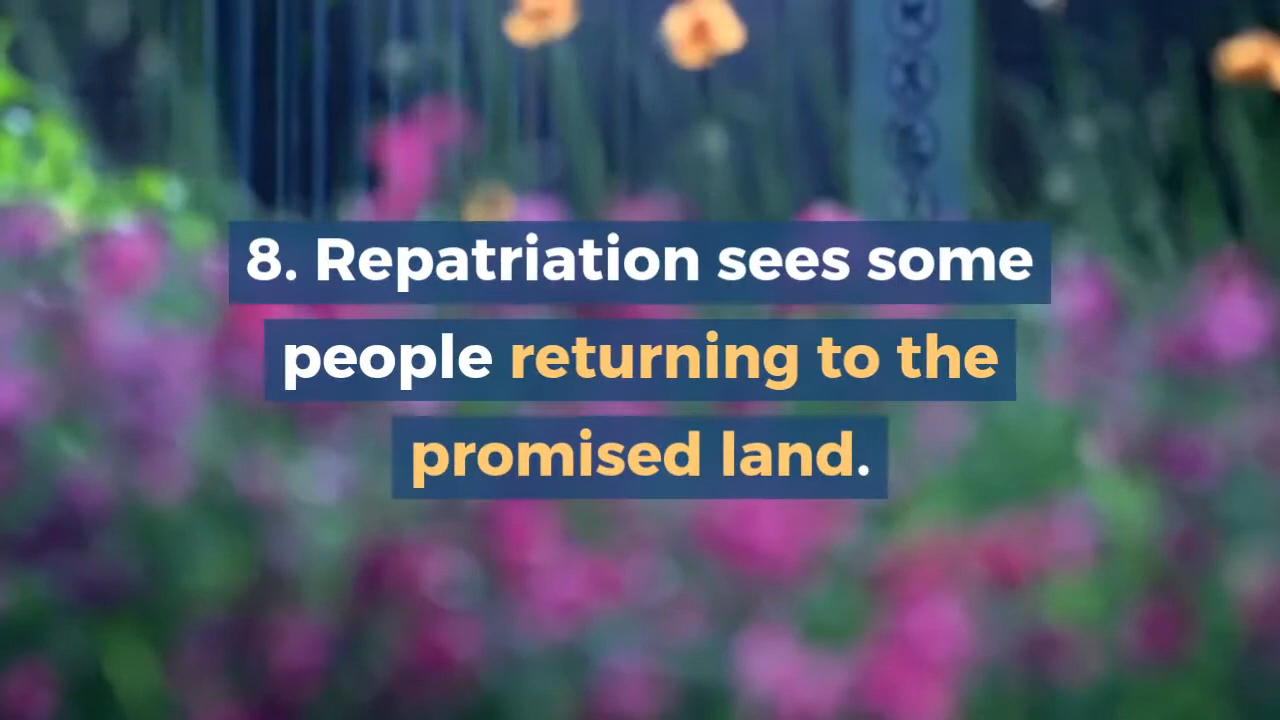 8. Repatriation sees some
people returning to the
promised land.